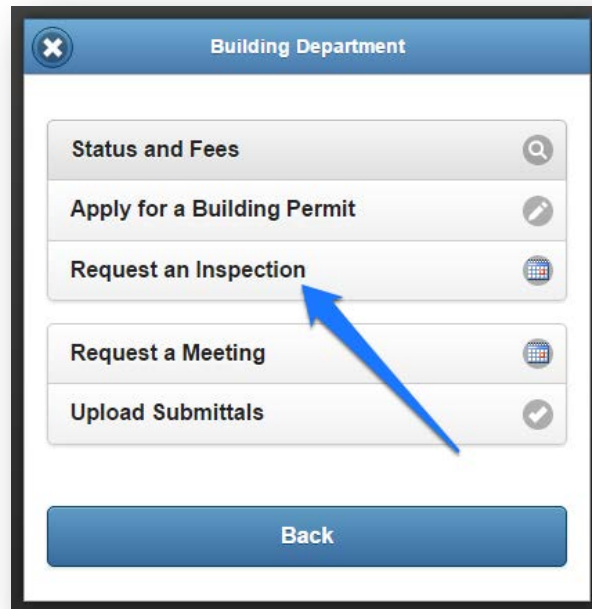 Building Department
Status and Fees
Apply for a Building Permit
Request an Inspection
Request a Meeting
Upload Submittals
Back